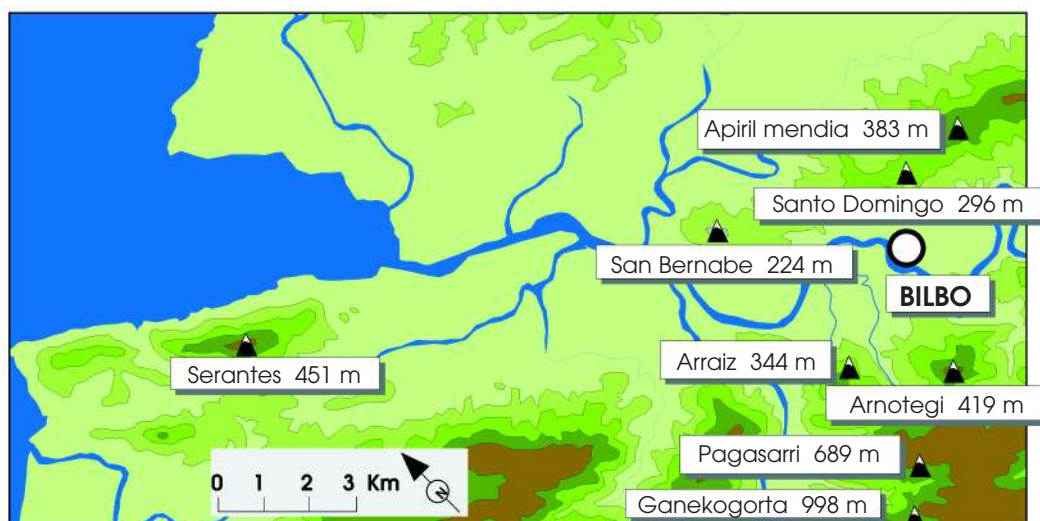 Apiril mendia 383 m
Santo Domingo 296 m
San Bernabe 224 m
BILBO
Serantes 451 m
Arraiz 344 m
Arnotegi 419 m
Pagasarri 689 m
0 1 2 3 Km
N
Ganekogorta 998 m